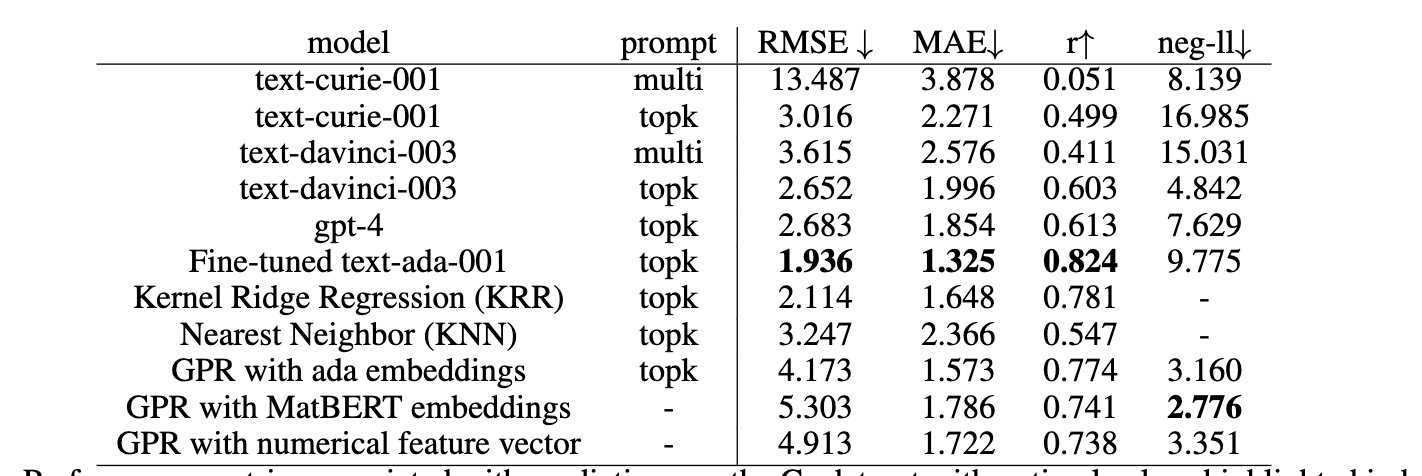 model prompt RMSE ↓ MAE↓ r↑ neg-ll↓
text-curie-001 multi 13.487 3.878 0.051 8.139
text-curie-001 topk 3.016 2.271 0.499 16.985
text-davinci-003 multi 3.615 2.576 0.411 15.031
text-davinci-003 topk 2.652 1.996 0.603 4.842
gpt-4 topk 2.683 1.854 0.613 7.629
Fine-tuned text-ada-001 topk 1.936 1.325 0.824 9.775
Kernel Ridge Regression (KRR) topk 2.114 1.648 0.781 -
Nearest Neighbor (KNN) topk 3.247 2.366 0.547 -
GPR with ada embeddings topk 4.173 1.573 0.774 3.160
GPR with MatBERT embeddings - 5.303 1.786 0.741 2.776
GPR with numerical feature vector - 4.913 1.722 0.738 3.351